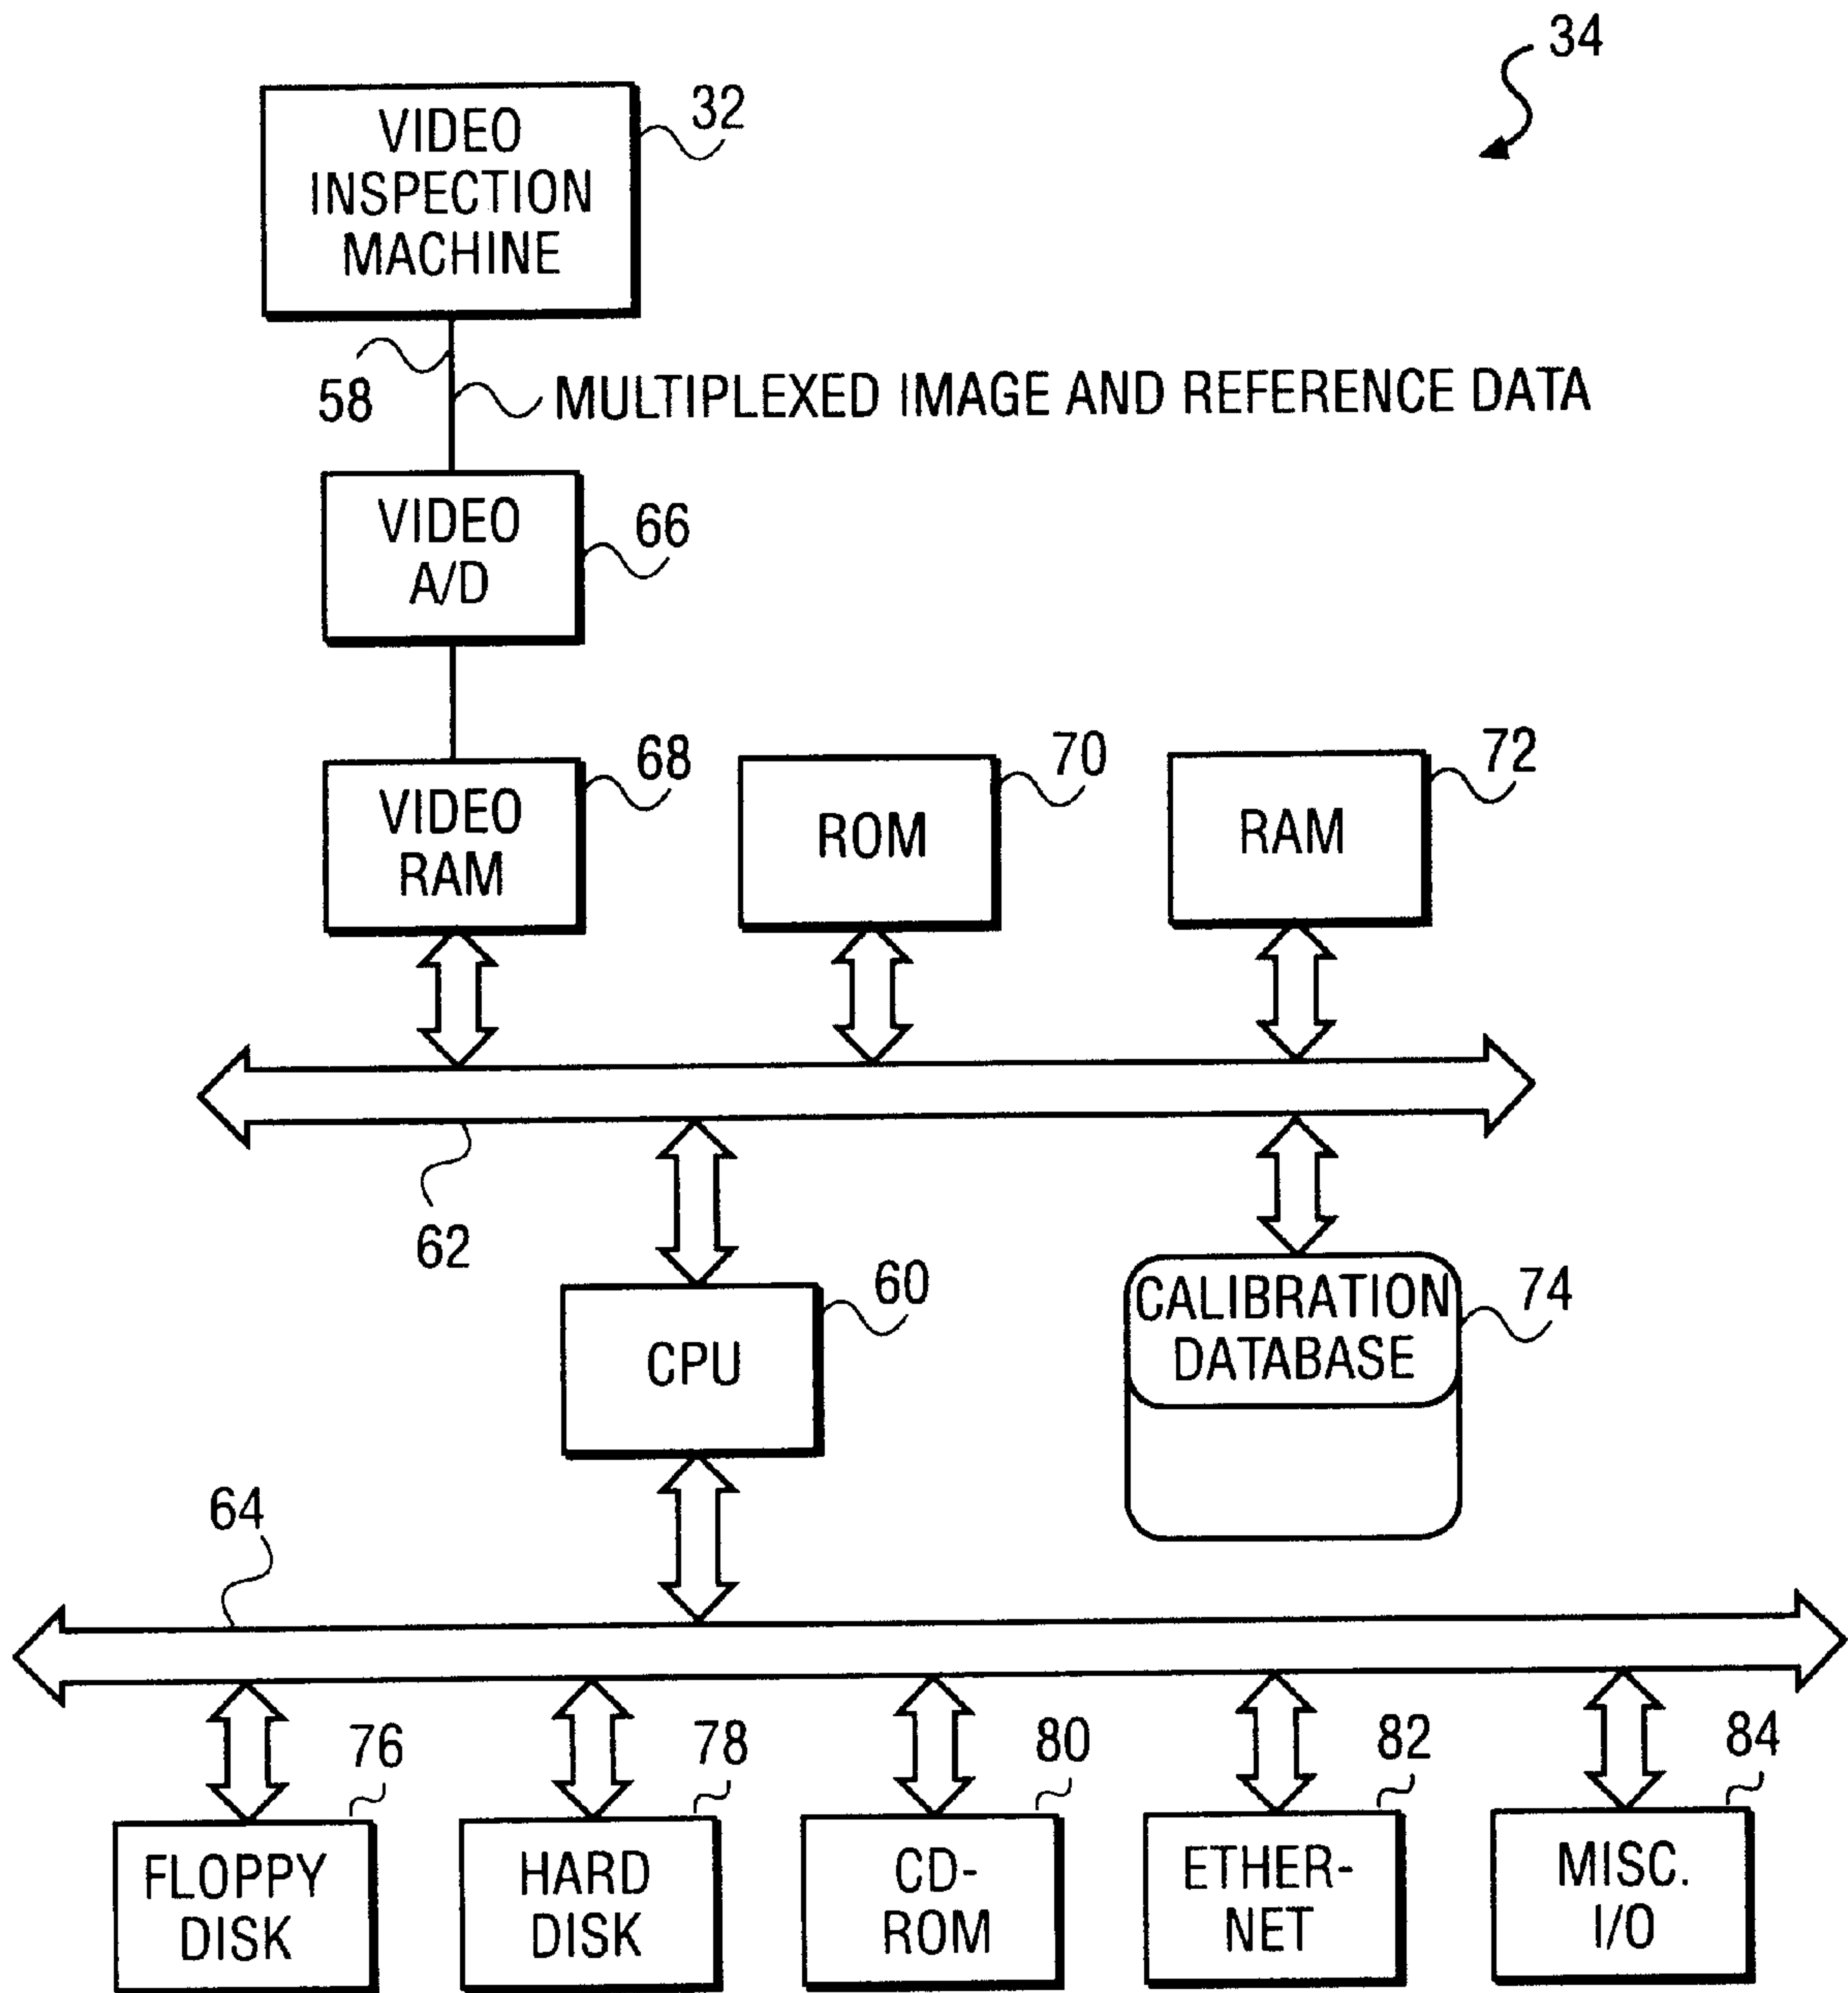 34
VIDEO
INSPECTION
MACHINE
32
58
MULTIPLEXED IMAGE AND REFERENCE DATA
VIDEO
A/D
66
VIDEO
RAM
68
ROM
70
RAM
72
62
CPU
60
CALIBRATION
DATABASE
74
64
FLOPPY
DISK
76
HARD
DISK
78
CD-
ROM
80
ETHER-
NET
82
MISC.
I/O
84